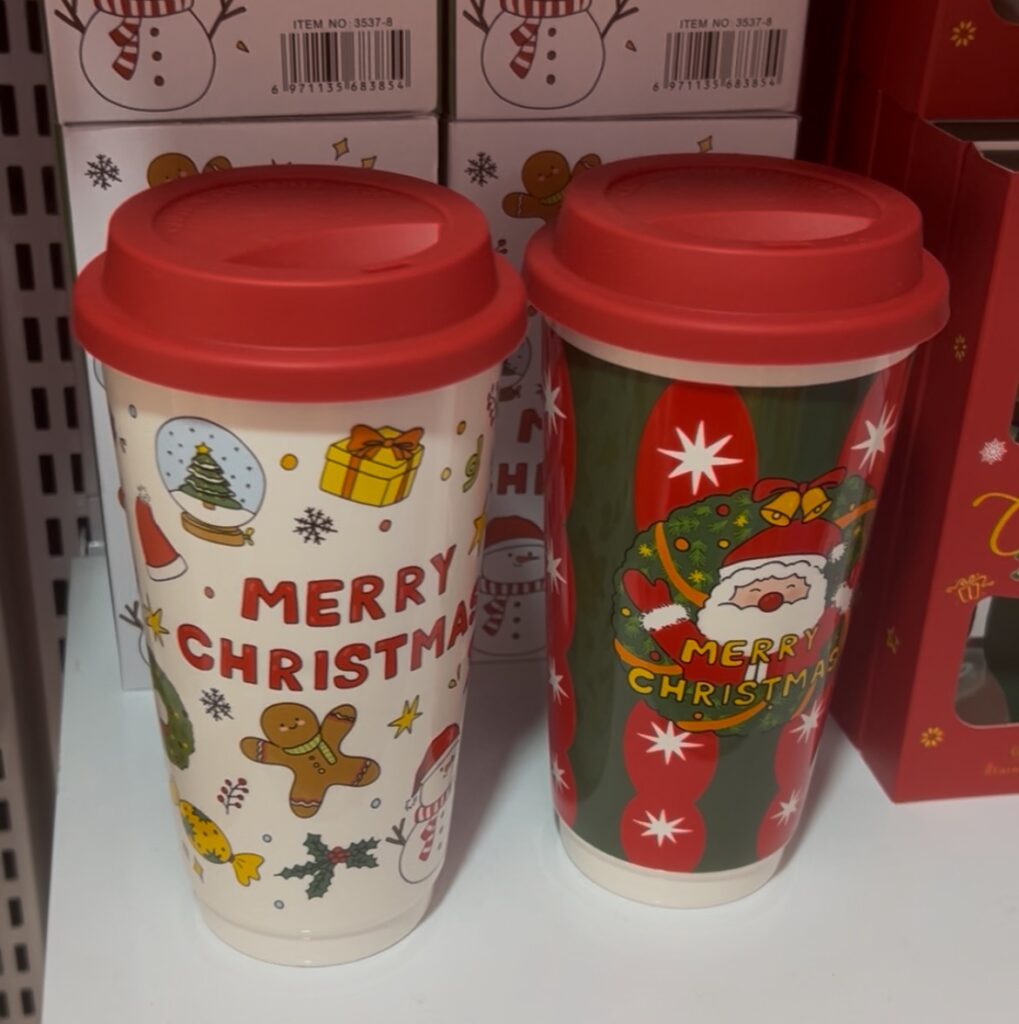 ITEM NO: 3537-8
6 971135 683854
ITEM NO: 3537-8
6 971135 683854
MERRY
CHRISTMAS
MERRY
CHRISTMAS